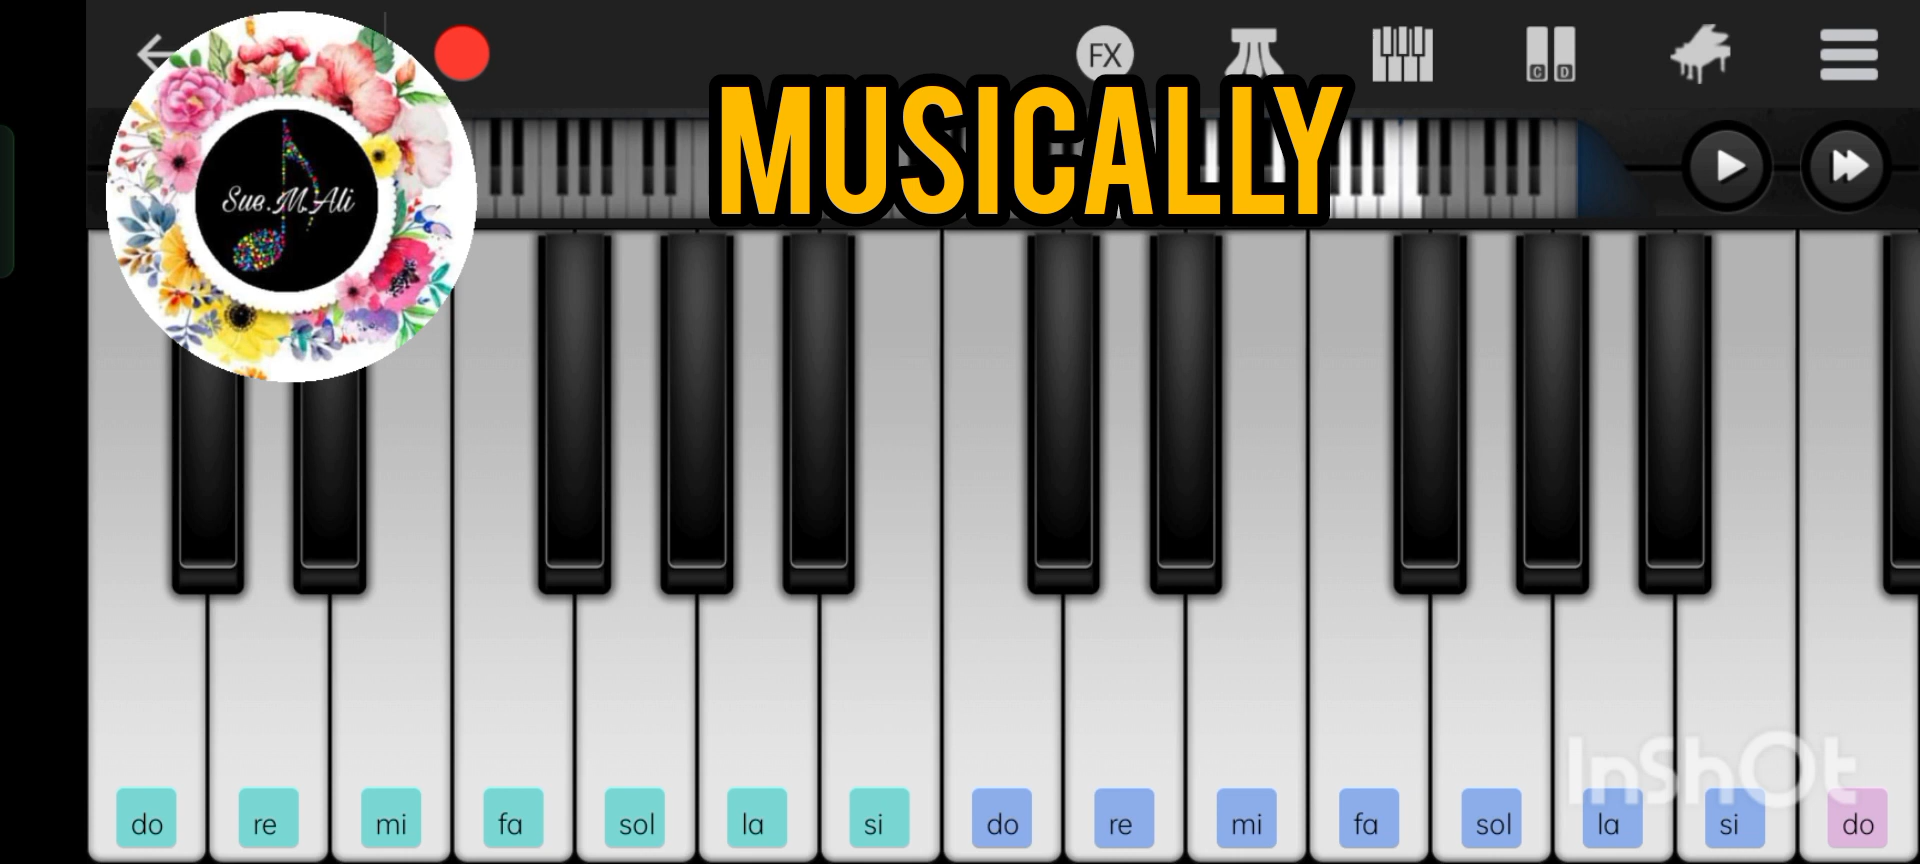 FX
C D
MUSICALLY
Sue.M.Ali
InShOt
do re mi fa sol la si do re mi fa sol la si do